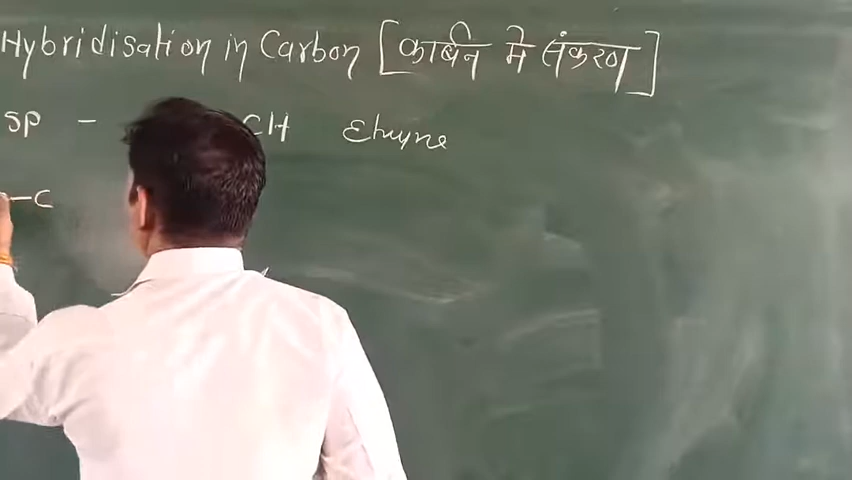 Hybridisation in Carbon [कार्बन मे संकरण]
SP - CH Ethyne
-C